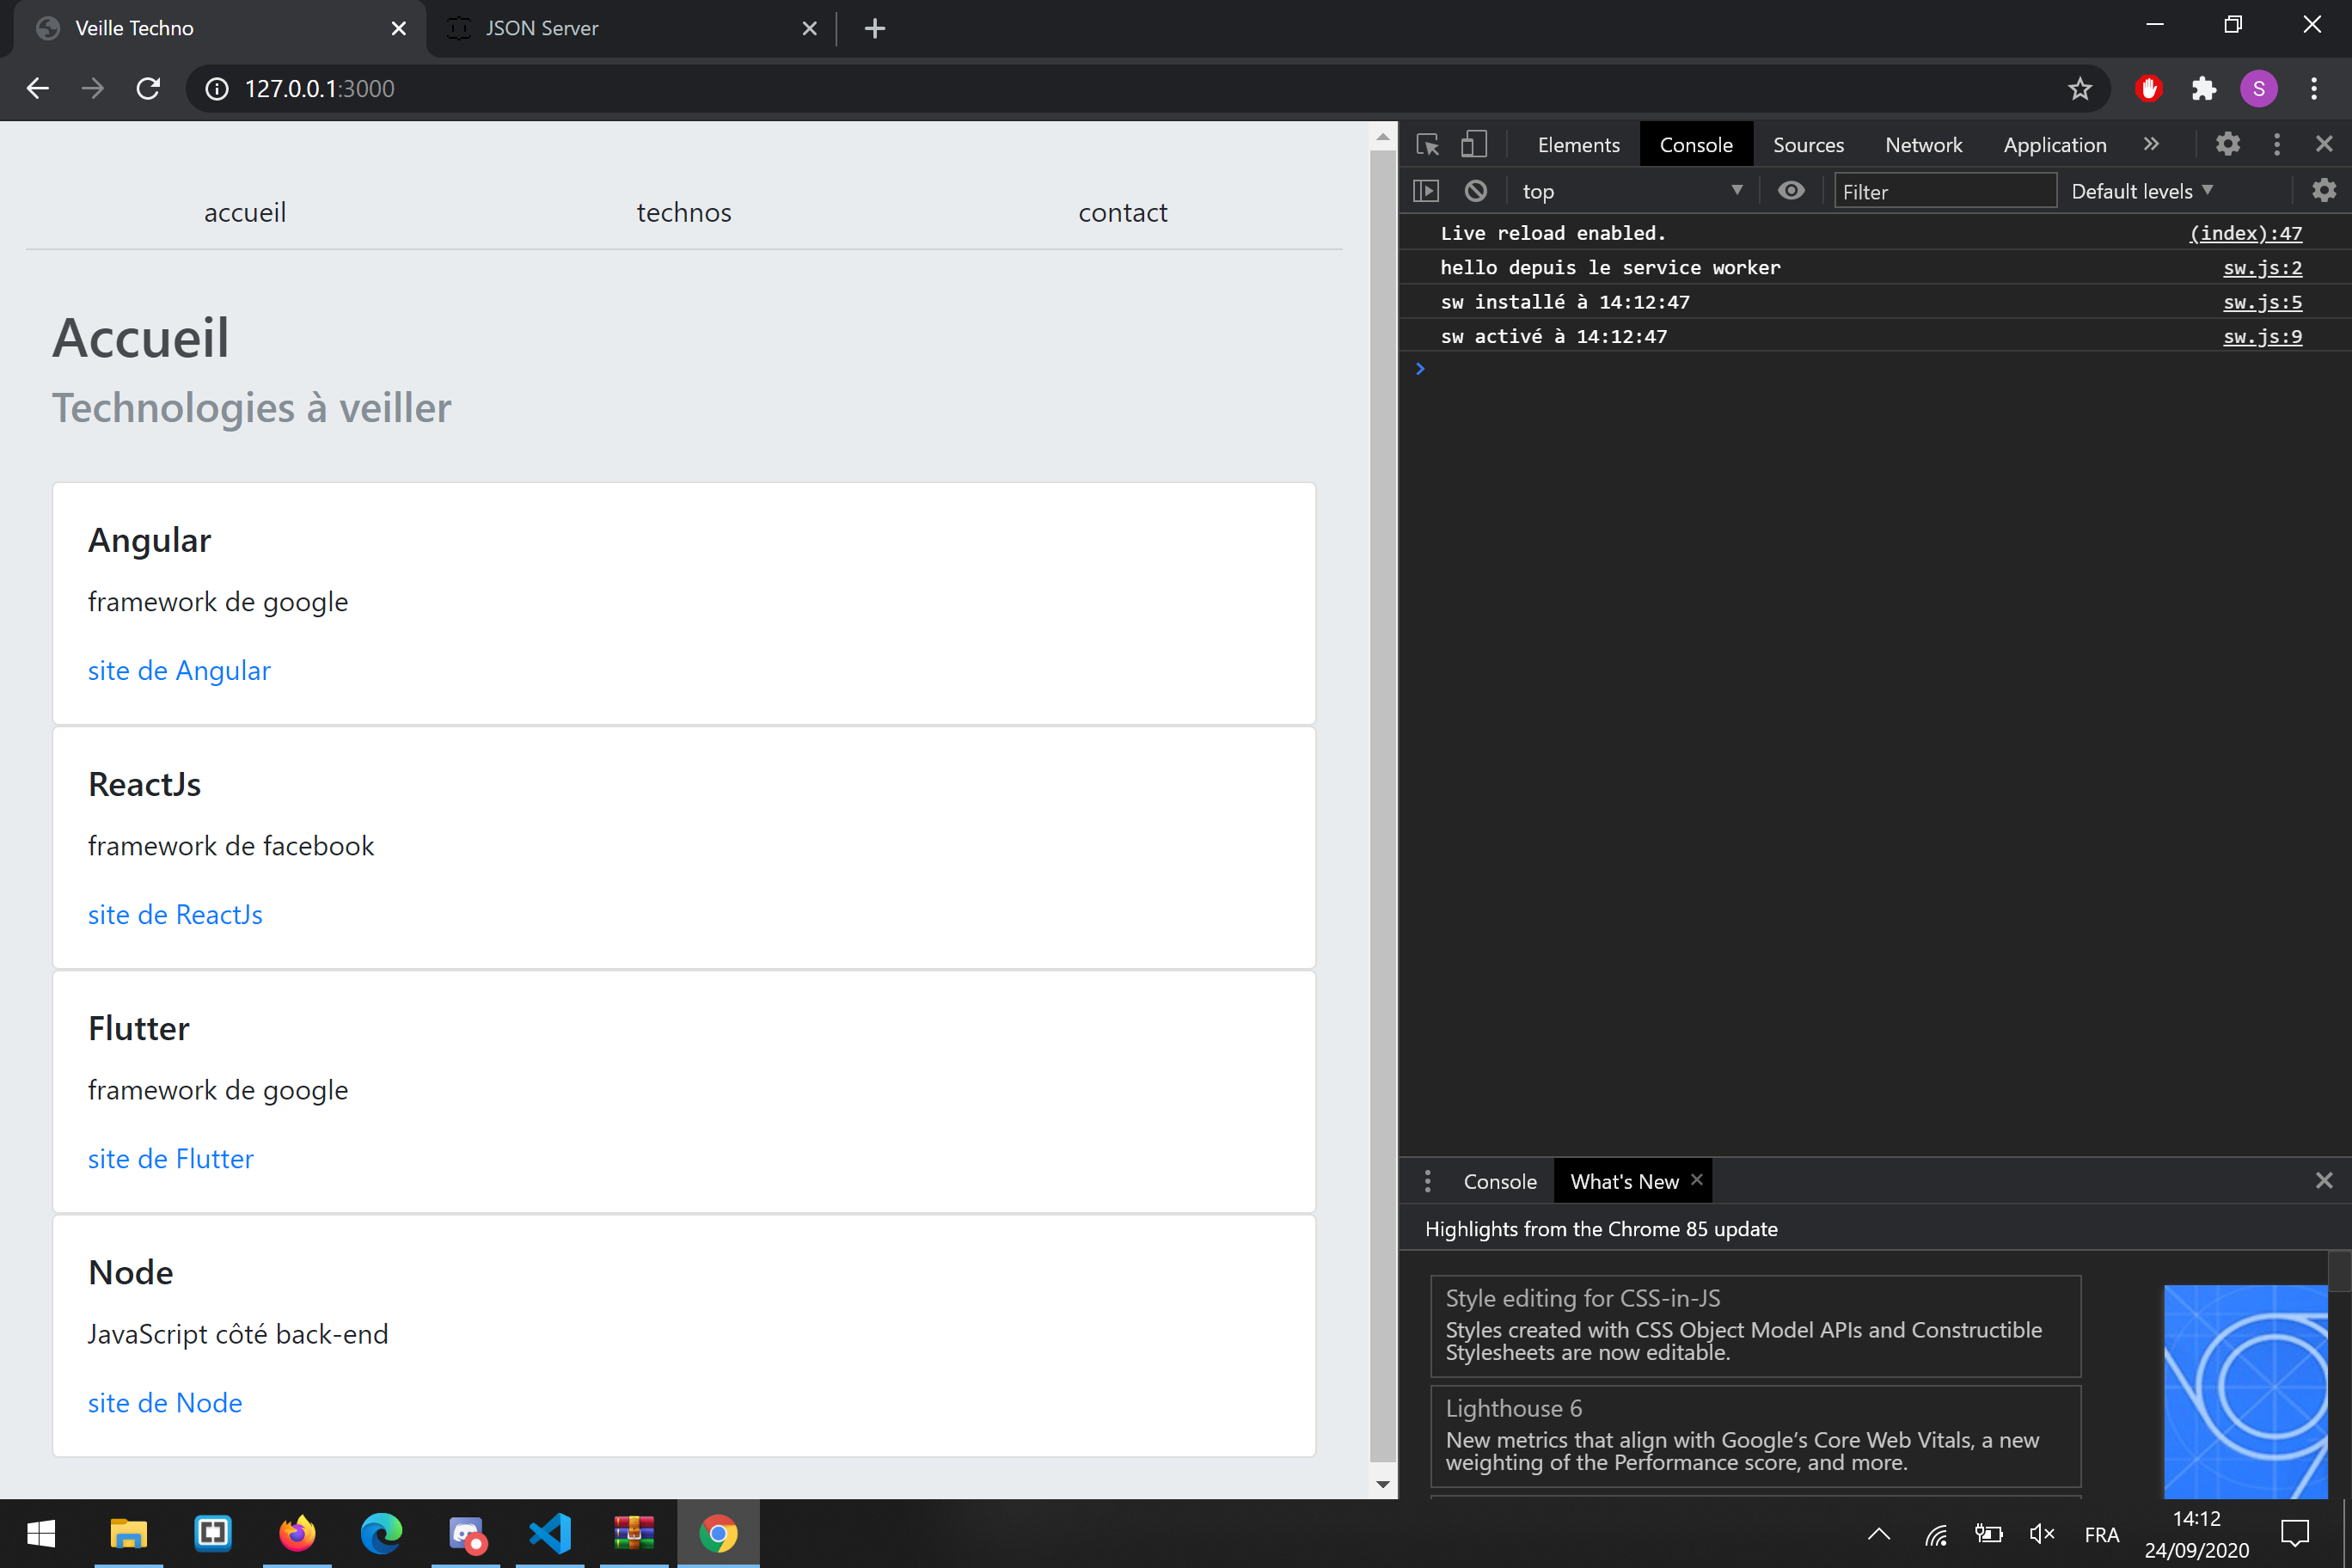 Veille Techno
JSON Server
127.0.0.1:3000
S
accueil
technos
contact
Accueil
Technologies à veiller
Angular
framework de google
site de Angular
ReactJs
framework de facebook
site de ReactJs
Flutter
framework de google
site de Flutter
Node
JavaScript côté back-end
site de Node
Elements
Console
Sources
Network
Application
top
Filter
Default levels
Live reload enabled. (index):47
hello depuis le service worker sw.js:2
sw installé à 14:12:47 sw.js:5
sw activé à 14:12:47 sw.js:9
Console
What's New
Highlights from the Chrome 85 update
Style editing for CSS-in-JS
Styles created with CSS Object Model APIs and Constructible
Stylesheets are now editable.
Lighthouse 6
New metrics that align with Google’s Core Web Vitals, a new
weighting of the Performance score, and more.
FRA
14:12
24/09/2020